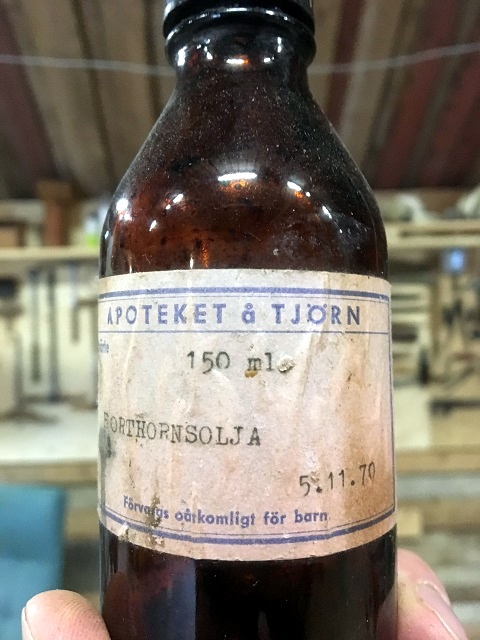 APOTEKET å TJÖRN
150 ml.
HORTHORNSOLJA
5.11.70
Förvaras oåtkomligt för barn